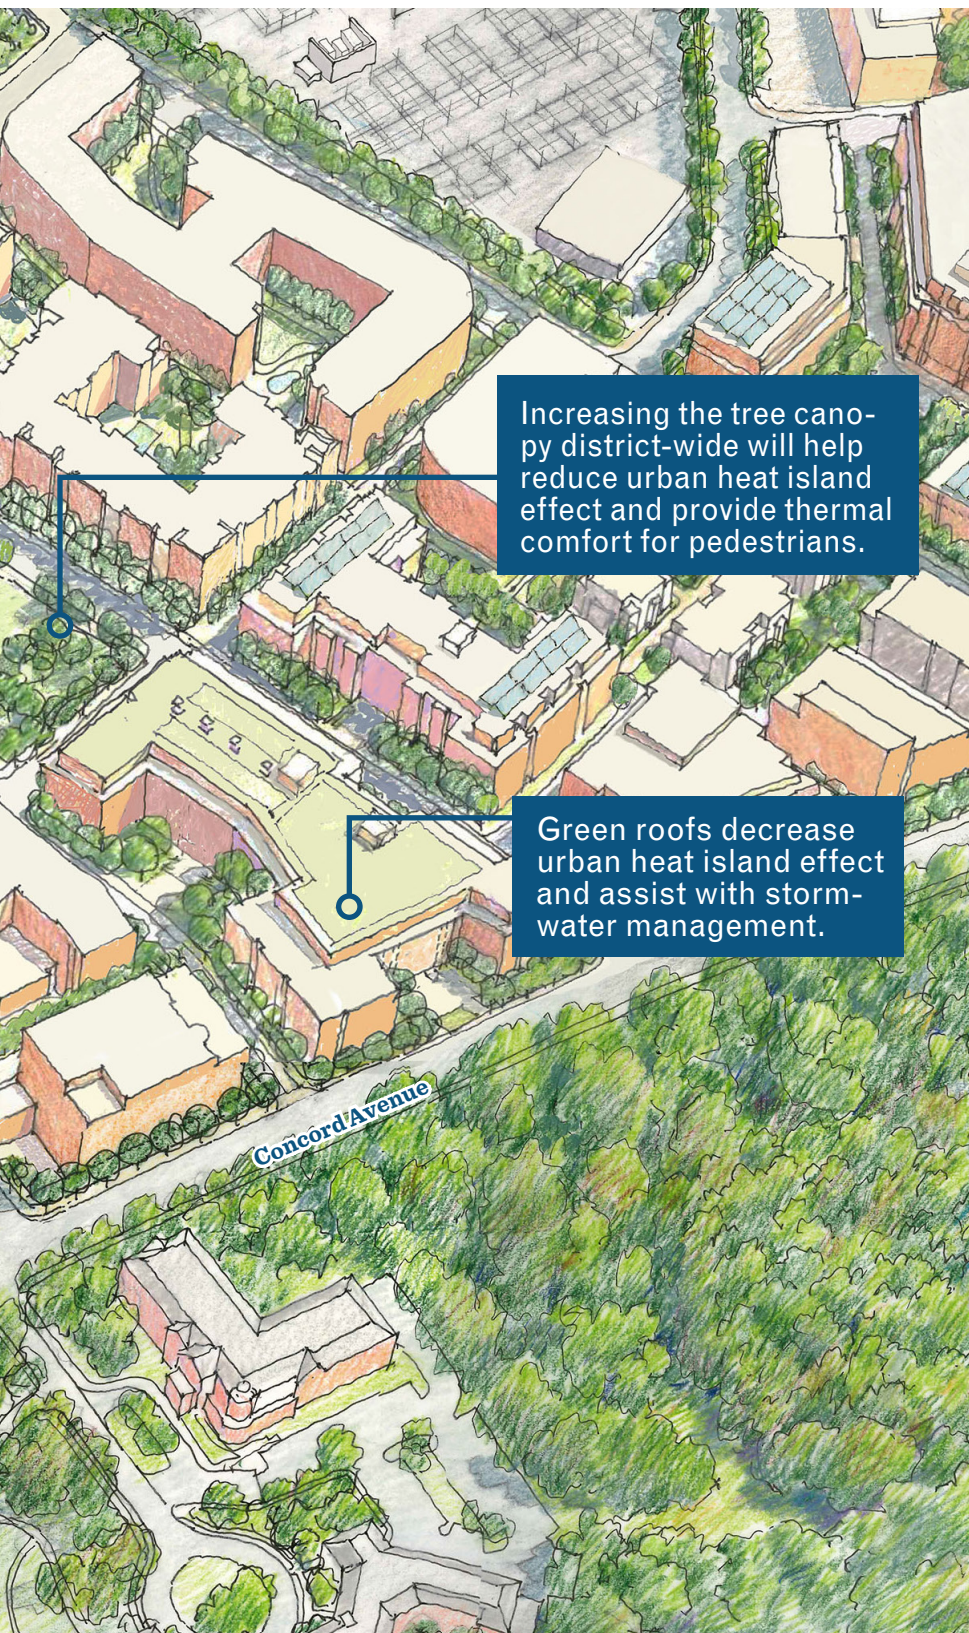 Increasing the tree cano-
py district-wide will help
reduce urban heat island
effect and provide thermal
comfort for pedestrians.
Green roofs decrease
urban heat island effect
and assist with storm-
water management.
Concord Avenue